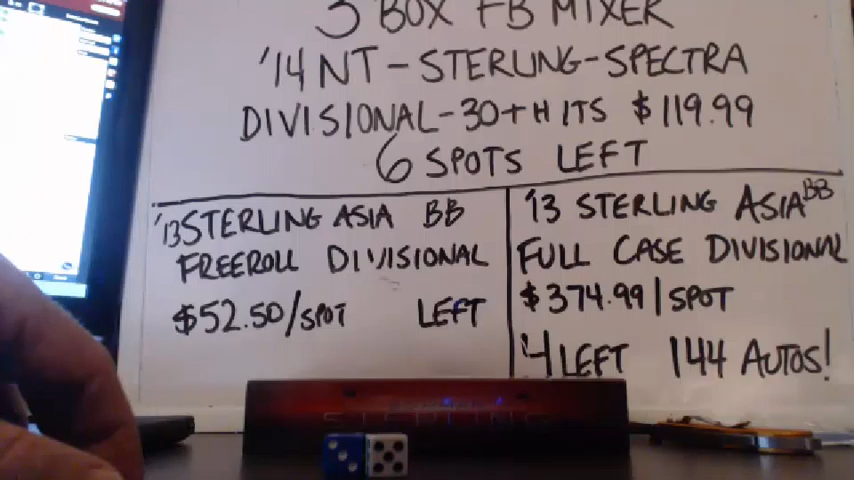 3 BOX FB MIXER
'14 NT - STERLING - SPECTRA
DIVISIONAL - 30+ HITS $119.99
6 SPOTS LEFT
'13 STERLING ASIA BB
FREEROLL DIVISIONAL
$52.50/SPOT LEFT
'13 STERLING ASIA BB
FULL CASE DIVISIONAL
$374.99/SPOT
4 LEFT 144 AUTOS!
STERLING